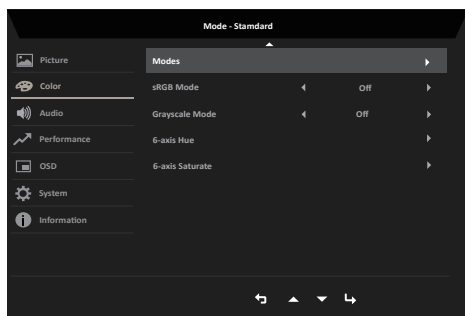 Mode - Stamdard
Picture
Modes
Color
sRGB Mode Off
Audio
Grayscale Mode Off
Performance
6-axis Hue
OSD
6-axis Saturate
System
Information